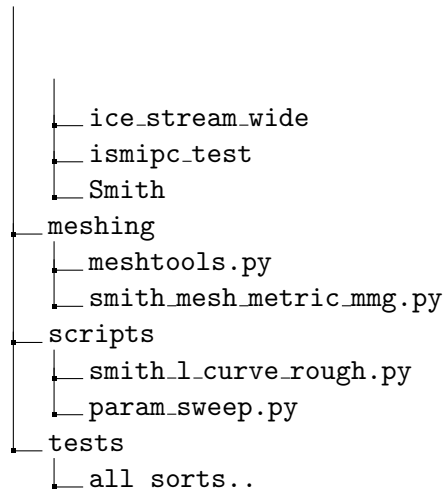 ice_stream_wide
ismipc_test
Smith
meshing
meshtools.py
smith_mesh_metric_mmg.py
scripts
smith_l_curve_rough.py
param_sweep.py
tests
all sorts..